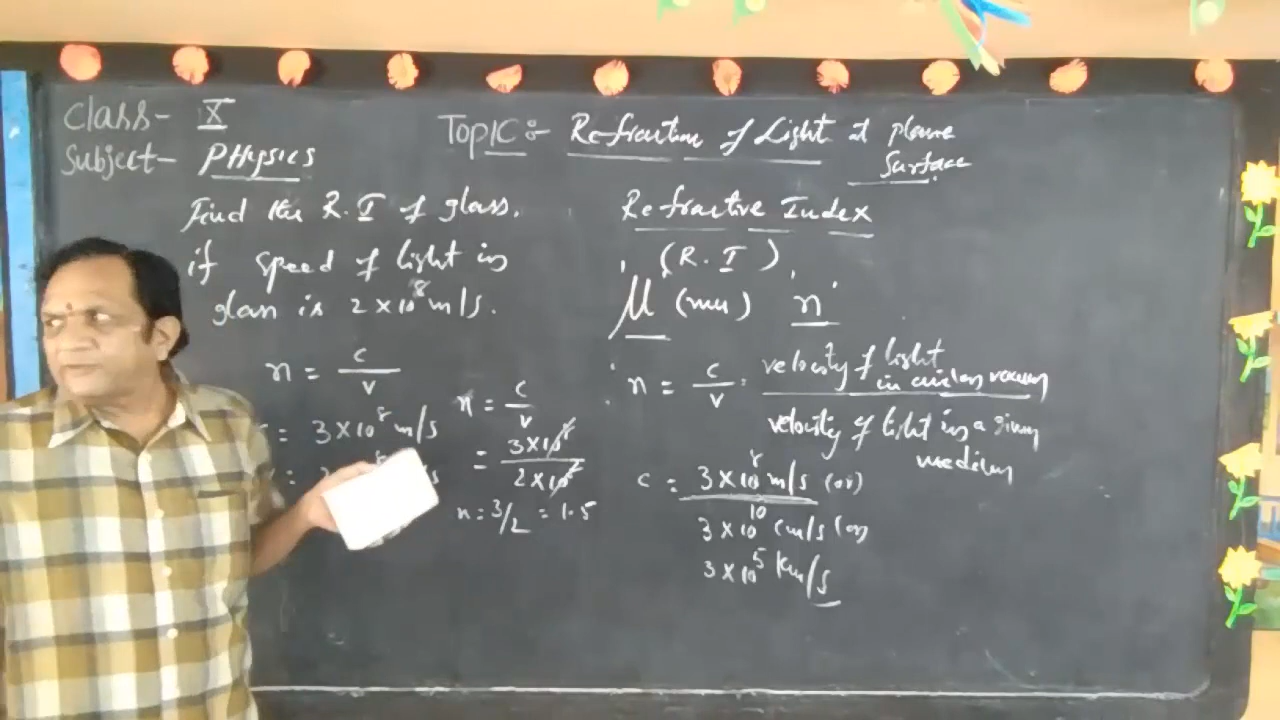 Class- X
Subject- PHysics
TOPIC:- Refraction of Light at plane
Surface
Find the R.I of glass,
if speed of light in
glass is 2×10⁸ m/s.
n = c/v
: 3×10⁸ m/s
n = c/v
= 3×10⁸/2×10⁸
n = 3/2 = 1.5
Refractive Index
(R.I)
μ (mu) n
n = c/v = velocity of light in air or vacuum/velocity of light in a given medium
c = 3×10⁸ m/s (or)
3×10¹⁰ cm/s (or)
3×10⁵ km/s